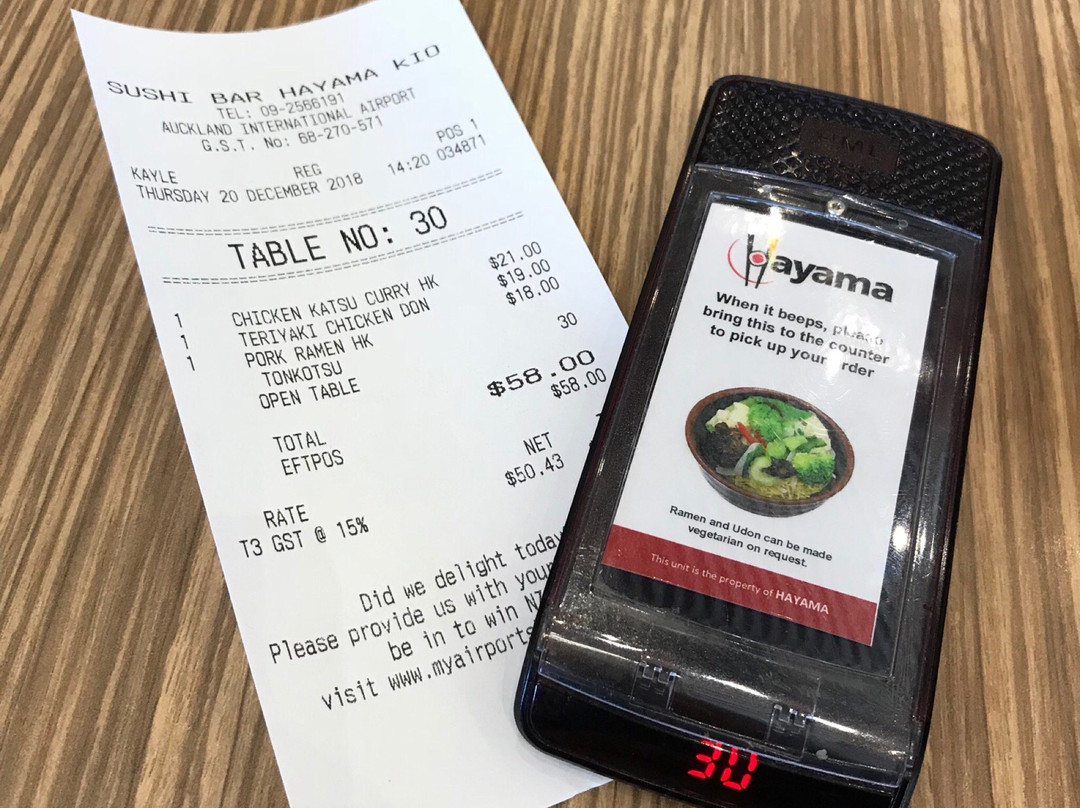 SUSHI BAR HAYAMA KIO
TEL: 09-2566191
AUCKLAND INTERNATIONAL AIRPORT
G.S.T. No: 68-270-571
KAYLE REG POS 1
THURSDAY 20 DECEMBER 2018 14:20 034871
TABLE NO: 30
1 CHICKEN KATSU CURRY HK $21.00
1 TERIYAKI CHICKEN DON $19.00
1 PORK RAMEN HK $18.00
TONKOTSU
OPEN TABLE 30
TOTAL $58.00
EFTPOS $58.00
RATE NET
T3 GST @ 15% $50.43
Did we delight today
Please provide us with your
be in to win
visit www.myairports
Hayama
When it beeps, please
bring this to the counter
to pick up your order
Ramen and Udon can be made
vegetarian on request.
This unit is the property of HAYAMA
30